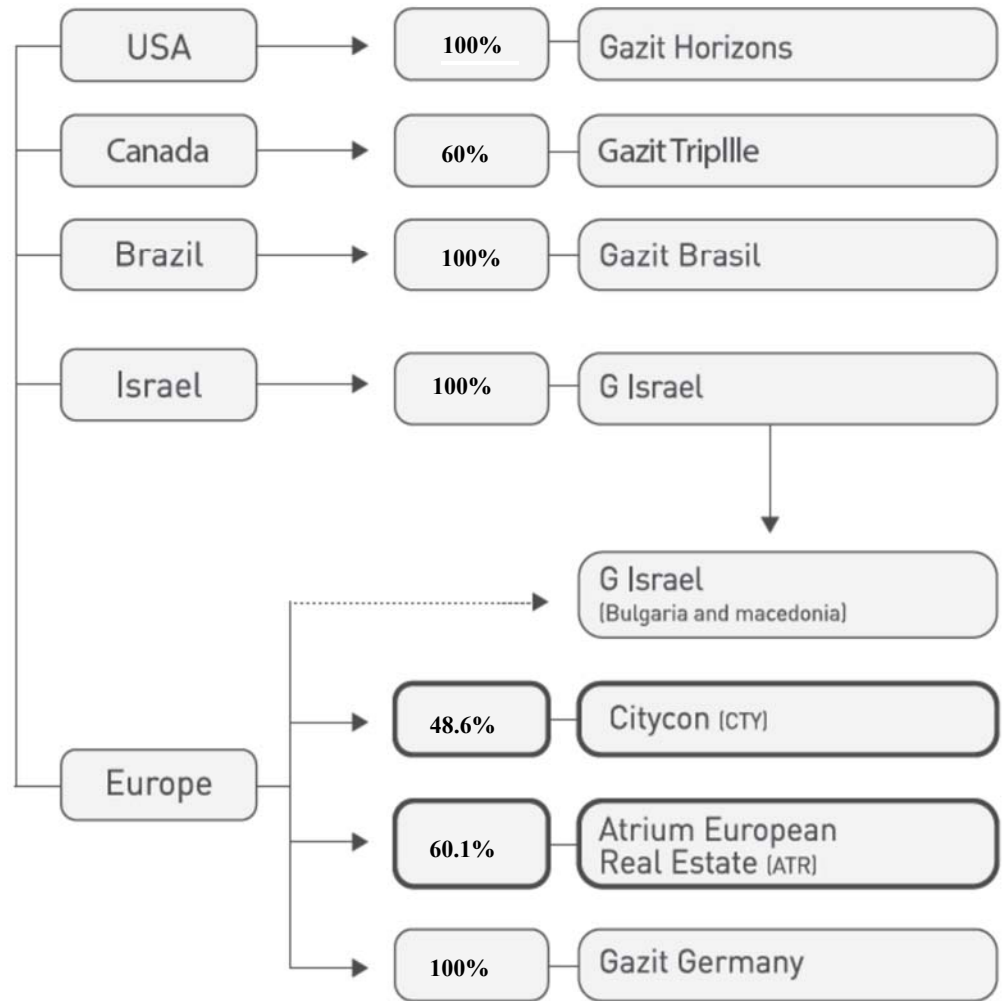 USA
100%
Gazit Horizons
Canada
60%
Gazit Tripllle
Brazil
100%
Gazit Brasil
Israel
100%
G Israel
G Israel
(Bulgaria and macedonia)
48.6%
Citycon (CTY)
Europe
60.1%
Atrium European
Real Estate (ATR)
100%
Gazit Germany